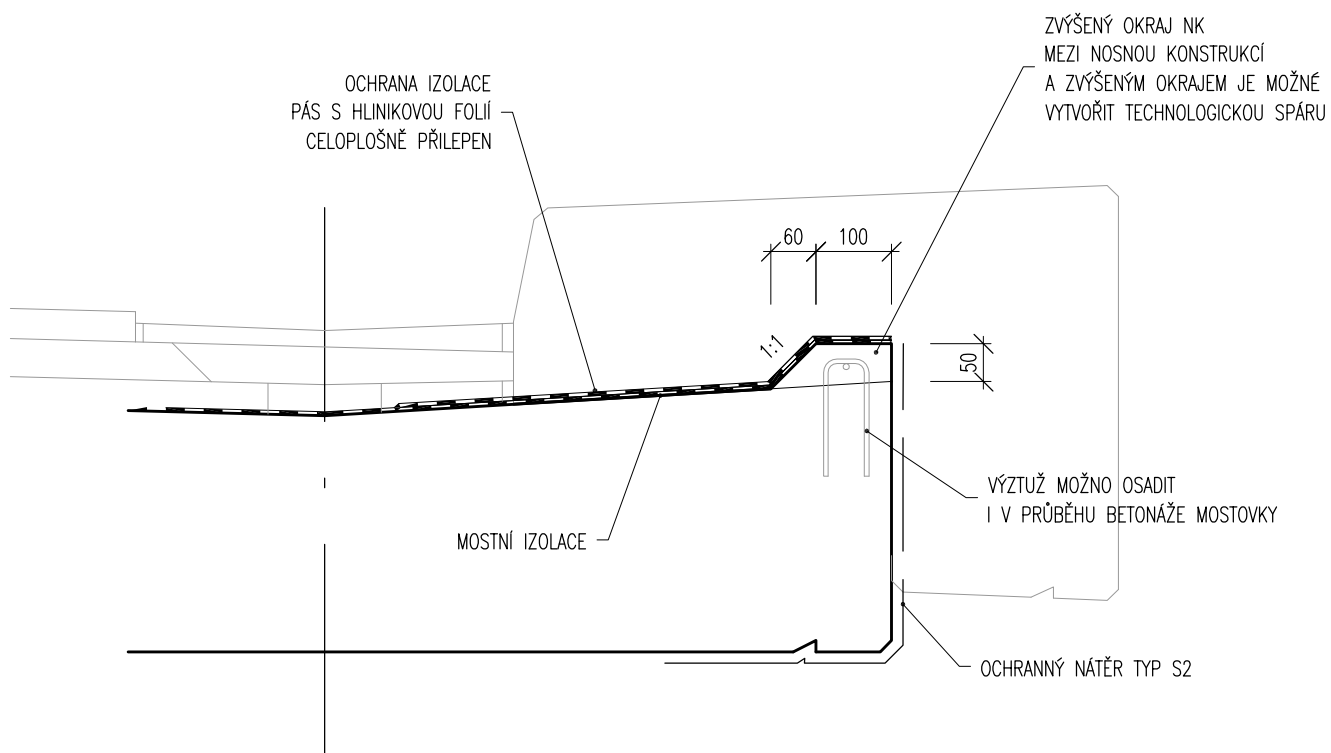 ZVÝŠENÝ OKRAJ NK
MEZI NOSNOU KONSTRUKCÍ
A ZVÝŠENÝM OKRAJEM JE MOŽNÉ
VYTVOŘIT TECHNOLOGICKOU SPÁRU
OCHRANA IZOLACE
PÁS S HLINIKOVOU FOLIÍ
CELOPLOŠNĚ PŘILEPEN
60
100
1:1
50
VÝZTUŽ MOŽNO OSADIT
I V PRŮBĚHU BETONÁŽE MOSTOVKY
MOSTNÍ IZOLACE
OCHRANNÝ NÁTĚR TYP S2